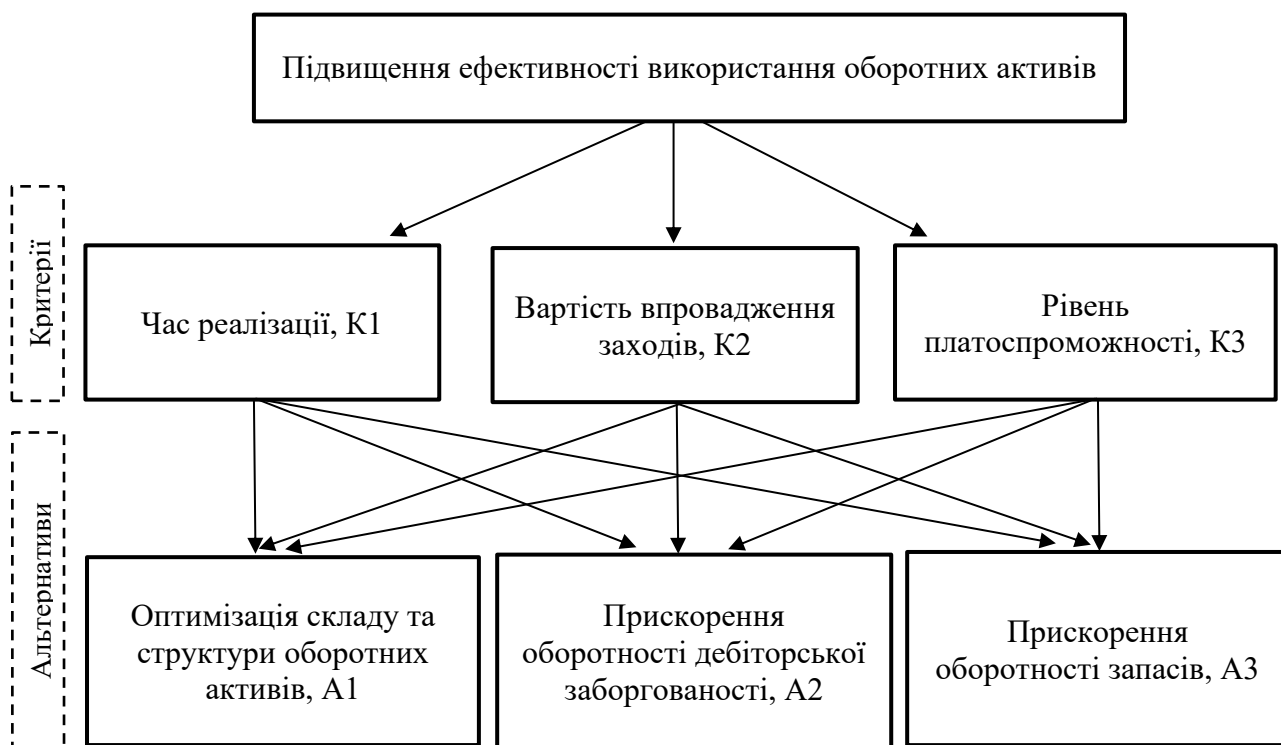 Підвищення ефективності використання оборотних активів
Критерії
Час реалізації, К1
Вартість впровадження
заходів, К2
Рівень
платоспроможності, К3
Альтернативи
Оптимізація складу та
структури оборотних
активів, А1
Прискорення
оборотності дебіторської
заборгованості, А2
Прискорення
оборотності запасів, А3